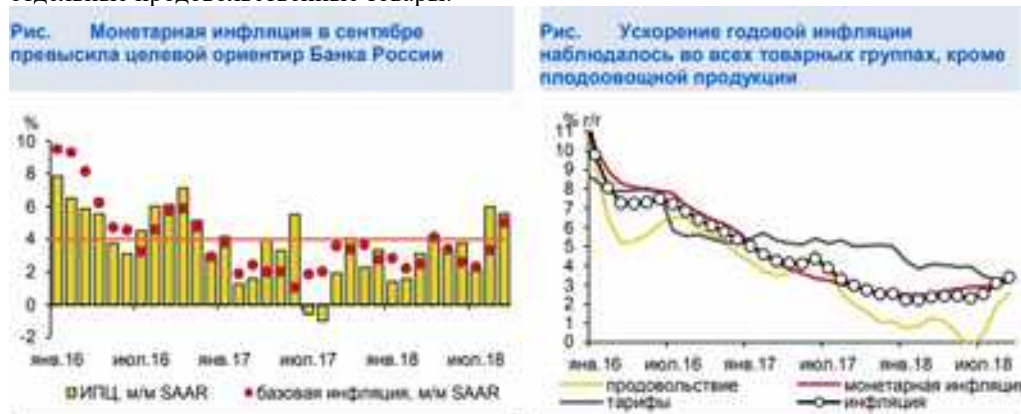 отдельные продовольственные товары.
Рис. Монетарная инфляция в сентябре
превысила целевой ориентир Банка России
Рис. Ускорение годовой инфляции
наблюдалось во всех товарных группах, кроме
плодоовощной продукции
%
10
8
6
4
2
0
-2
янв.16 июл.16 янв.17 июл.17 янв.18 июл.18
ИПЦ, м/м SAAR базовая инфляция, м/м SAAR
% г/г
11
10
9
8
7
6
5
4
3
2
1
0
янв.16 июл.16 янв.17 июл.17 янв.18 июл.18
продовольствие монетарная инфляция
тарифы инфляция